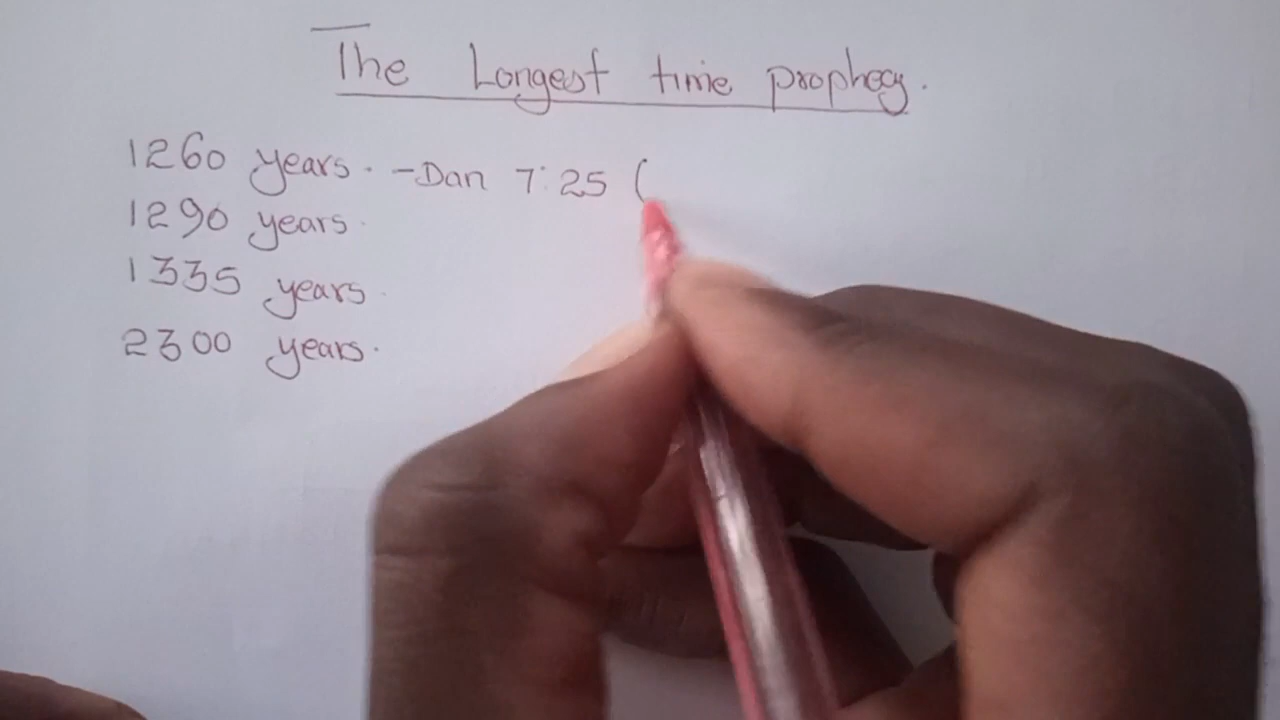 The Longest time prophecy.
1260 years. - Dan 7:25 (
1290 years.
1335 years.
2300 years.